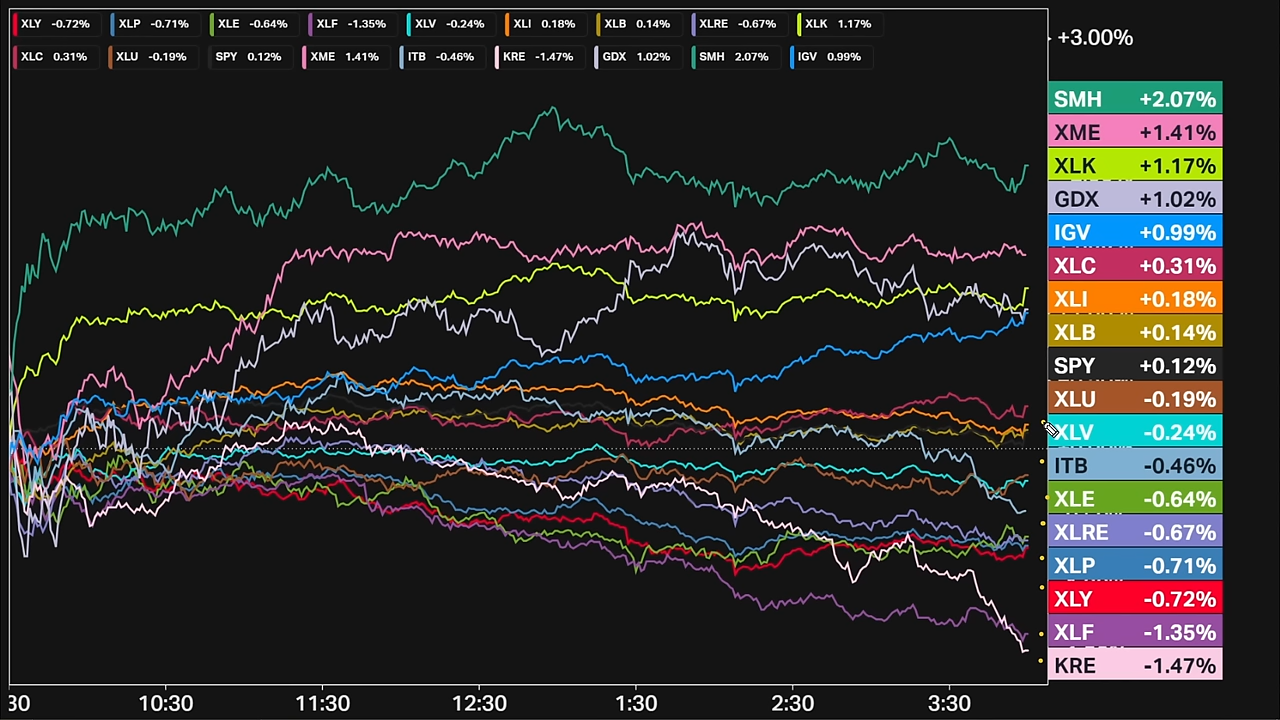 XLY -0.72% XLP -0.71% XLE -0.64% XLF -1.35% XLV -0.24% XLI 0.18% XLB 0.14% XLRE -0.67% XLK 1.17%
XLC 0.31% XLU -0.19% SPY 0.12% XME 1.41% ITB -0.46% KRE -1.47% GDX 1.02% SMH 2.07% IGV 0.99%
+3.00%
SMH +2.07%
XME +1.41%
XLK +1.17%
GDX +1.02%
IGV +0.99%
XLC +0.31%
XLI +0.18%
XLB +0.14%
SPY +0.12%
XLU -0.19%
XLV -0.24%
ITB -0.46%
XLE -0.64%
XLRE -0.67%
XLP -0.71%
XLY -0.72%
XLF -1.35%
KRE -1.47%
:30 10:30 11:30 12:30 1:30 2:30 3:30